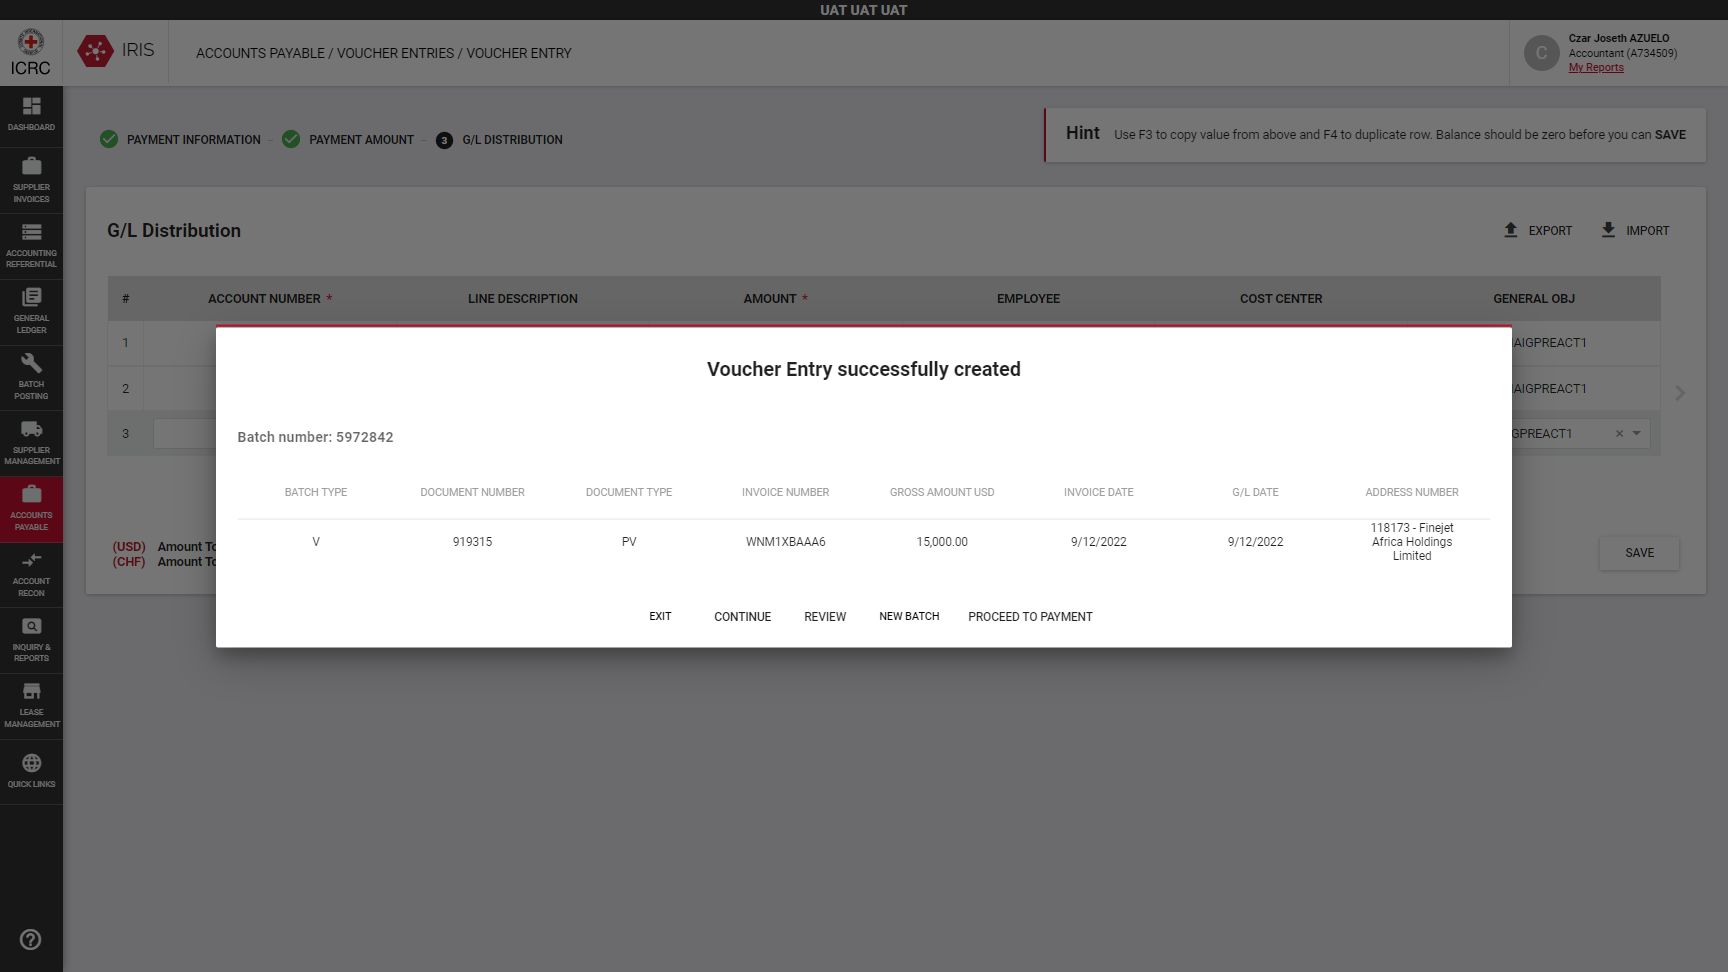 UAT UAT UAT
ICRC
IRIS
ACCOUNTS PAYABLE / VOUCHER ENTRIES / VOUCHER ENTRY
C
Czar Joseth AZUELO
Accountant (A734509)
My Reports
DASHBOARD
SUPPLIER
INVOICES
ACCOUNTING
REFERENTIAL
GENERAL
LEDGER
BATCH
POSTING
SUPPLIER
MANAGEMENT
ACCOUNTS
PAYABLE
ACCOUNT
RECON
INQUIRY &
REPORTS
LEASE
MANAGEMENT
QUICK LINKS
PAYMENT INFORMATION - PAYMENT AMOUNT - 3 G/L DISTRIBUTION
Hint Use F3 to copy value from above and F4 to duplicate row. Balance should be zero before you can SAVE
G/L Distribution
EXPORT IMPORT
# ACCOUNT NUMBER * LINE DESCRIPTION AMOUNT * EMPLOYEE COST CENTER GENERAL OBJ
1 AIGPREACT1
2 AIGPREACT1
3 GPREACT1
(USD) Amount To
(CHF) Amount To
SAVE
Voucher Entry successfully created
Batch number: 5972842
BATCH TYPE DOCUMENT NUMBER DOCUMENT TYPE INVOICE NUMBER GROSS AMOUNT USD INVOICE DATE G/L DATE ADDRESS NUMBER
V 919315 PV WNM1XBAAA6 15,000.00 9/12/2022 9/12/2022 118173 - Finejet
Africa Holdings
Limited
EXIT CONTINUE REVIEW NEW BATCH PROCEED TO PAYMENT